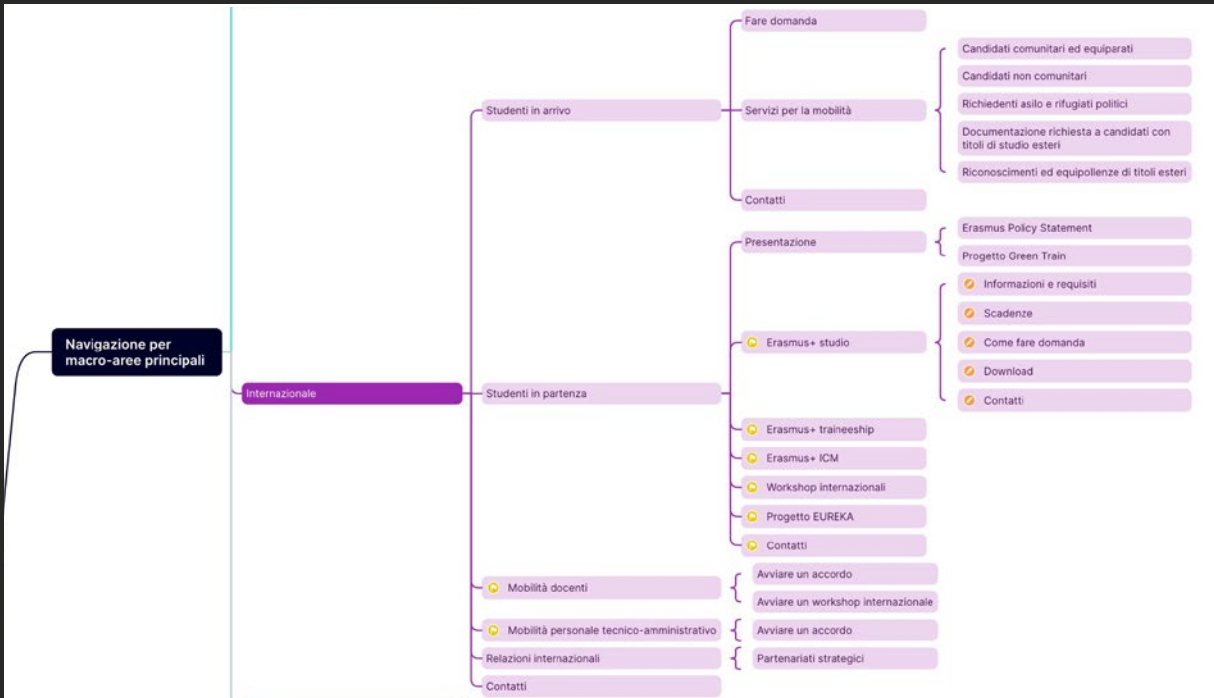 Navigazione per
macro-aree principali
Internazionale
Studenti in arrivo
Fare domanda
Servizi per la mobilità
Candidati comunitari ed equiparati
Candidati non comunitari
Richiedenti asilo e rifugiati politici
Documentazione richiesta a candidati con
titoli di studio esteri
Riconoscimenti ed equipollenze di titoli esteri
Contatti
Studenti in partenza
Presentazione
Erasmus Policy Statement
Progetto Green Train
Erasmus+ studio
Informazioni e requisiti
Scadenze
Come fare domanda
Download
Contatti
Erasmus+ traineeship
Erasmus+ ICM
Workshop internazionali
Progetto EUREKA
Contatti
Mobilità docenti
Avviare un accordo
Avviare un workshop internazionale
Mobilità personale tecnico-amministrativo
Avviare un accordo
Relazioni internazionali
Partenariati strategici
Contatti